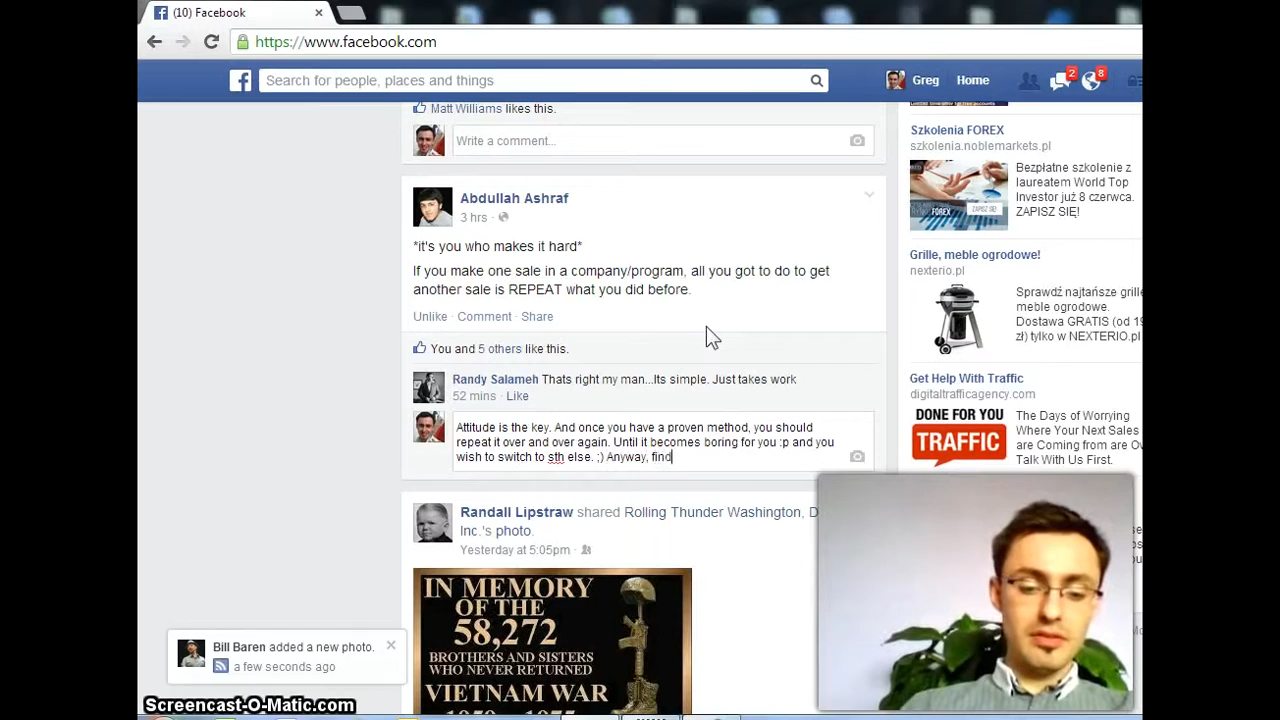 (10) Facebook
https://www.facebook.com
Search for people, places and things
Greg Home
2
8
Matt Williams likes this.
Write a comment...
Abdullah Ashraf
3 hrs ·
*it's you who makes it hard*
If you make one sale in a company/program, all you got to do to get
another sale is REPEAT what you did before.
Unlike · Comment · Share
You and 5 others like this.
Randy Salameh Thats right my man...Its simple. Just takes work
52 mins · Like
Attitude is the key. And once you have a proven method, you should
repeat it over and over again. Until it becomes boring for you :p and you
wish to switch to sth else. ;) Anyway, find
Randall Lipstraw shared Rolling Thunder Washington, D
Inc.'s photo.
Yesterday at 5:05pm ·
IN MEMORY
OF THE
58,272
BROTHERS AND SISTERS
WHO NEVER RETURNED
VIETNAM WAR
Szkolenia FOREX
szkolenia.noblemarkets.pl
Bezpłatne szkolenie z
laureatem World Top
Investor już 8 czerwca.
ZAPISZ SIĘ!
FOREX
ZAPISZ SIĘ!
Grille, meble ogrodowe!
nexterio.pl
Sprawdź najtańsze grille
meble ogrodowe.
Dostawa GRATIS (od 19
zł) tylko w NEXTERIO.pl
Get Help With Traffic
digitaltrafficagency.com
DONE FOR YOU
TRAFFIC
The Days of Worrying
Where Your Next Sales
are Coming from are Ov
Talk With Us First.
Bill Baren added a new photo.
a few seconds ago
Screencast-O-Matic.com